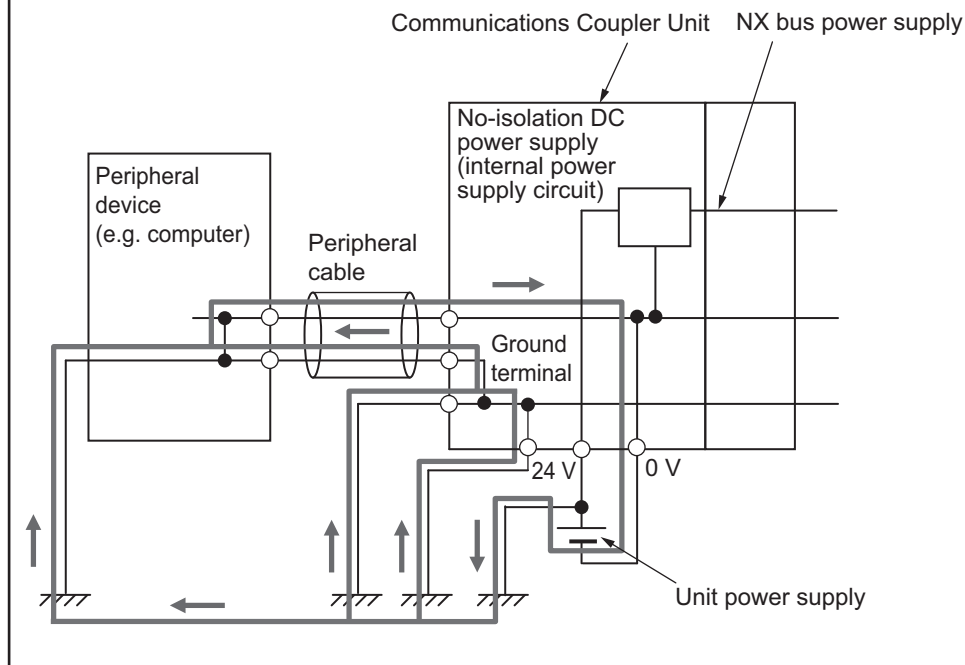 Communications Coupler Unit
NX bus power supply
No-isolation DC
power supply
(internal power
supply circuit)
Peripheral
device
(e.g. computer)
Peripheral
cable
Ground
terminal
24 V
0 V
Unit power supply